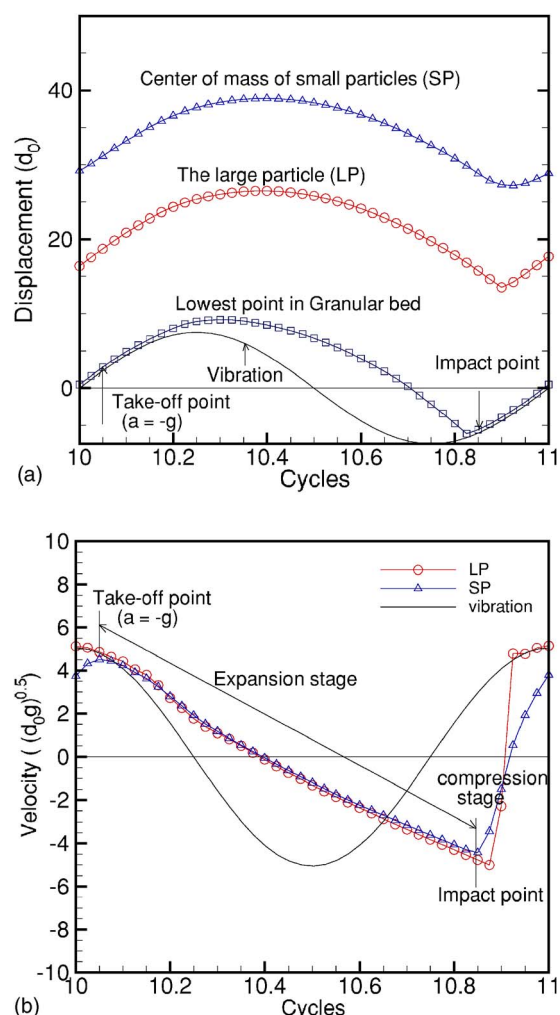 40
Center of mass of small particles (SP)
The large particle (LP)
20
Displacement (d0)
Lowest point in Granular bed
Vibration
Impact point
0
Take-off point
(a = -g)
10 10.2 10.4 10.6 10.8 11
Cycles
(a)
10
8
LP
SP
vibration
Take-off point
(a = -g)
6
Expansion stage
4
2
Velocity ( (d0g)^0.5)
0
compression
stage
-2
-4
-6
Impact point
-8
-10
10 10.2 10.4 10.6 10.8 11
Cycles
(b)